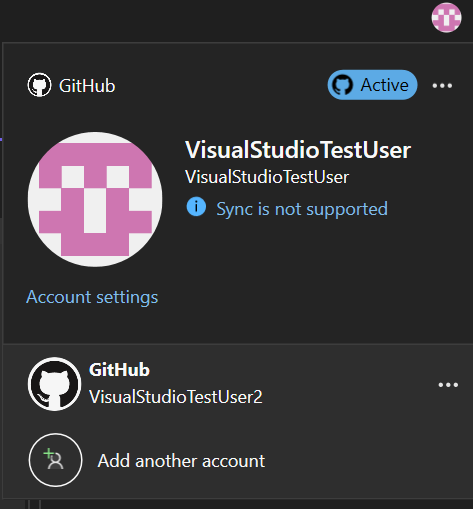 GitHub
Active
VisualStudioTestUser
VisualStudioTestUser
Sync is not supported
Account settings
GitHub
VisualStudioTestUser2
Add another account